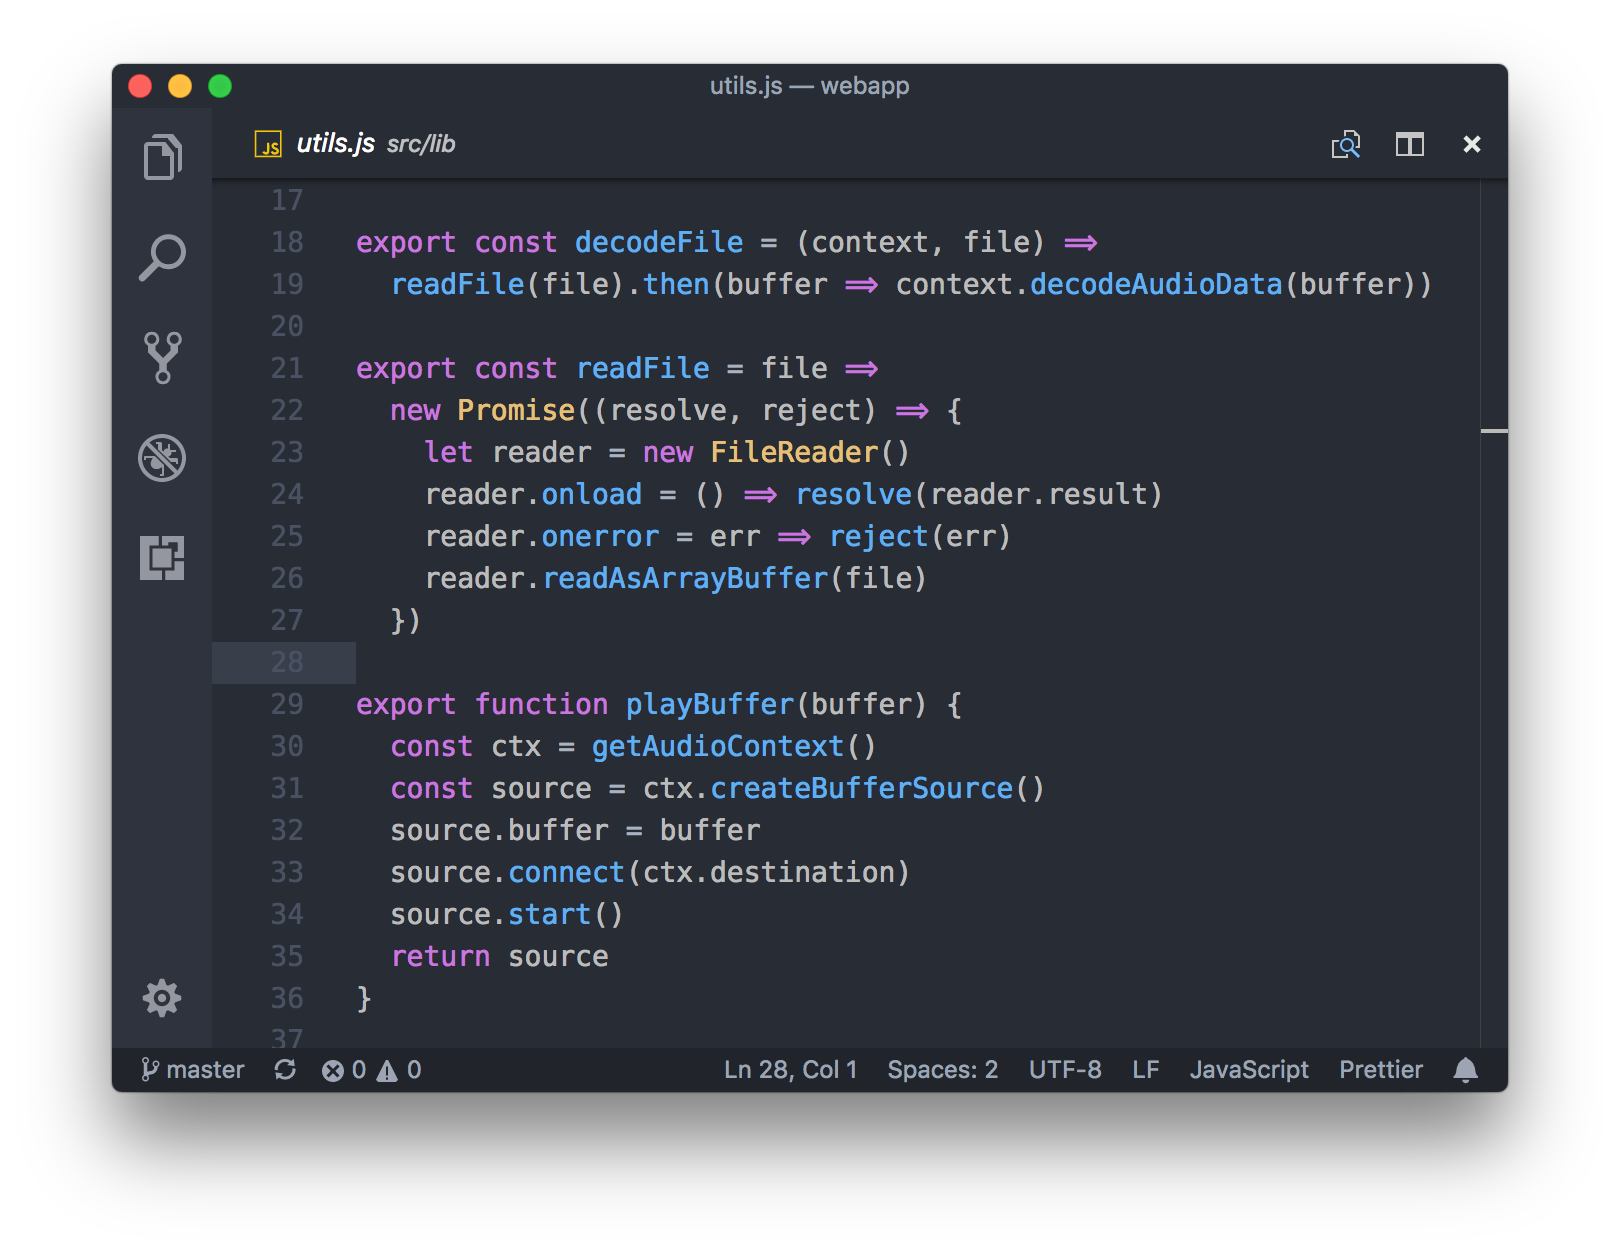 utils.js — webapp
JS utils.js src/lib
17
18 export const decodeFile = (context, file) =>
19   readFile(file).then(buffer => context.decodeAudioData(buffer))
20
21 export const readFile = file =>
22   new Promise((resolve, reject) => {
23     let reader = new FileReader()
24     reader.onload = () => resolve(reader.result)
25     reader.onerror = err => reject(err)
26     reader.readAsArrayBuffer(file)
27   })
28
29 export function playBuffer(buffer) {
30   const ctx = getAudioContext()
31   const source = ctx.createBufferSource()
32   source.buffer = buffer
33   source.connect(ctx.destination)
34   source.start()
35   return source
36 }
37
master 0 0 Ln 28, Col 1 Spaces: 2 UTF-8 LF JavaScript Prettier